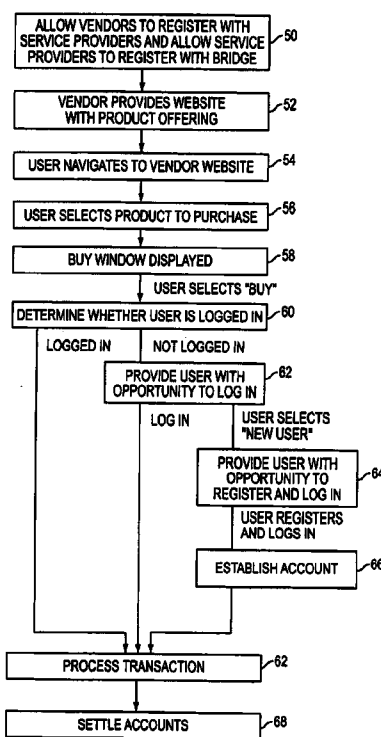 ALLOW VENDORS TO REGISTER WITH
SERVICE PROVIDERS AND ALLOW SERVICE
PROVIDERS TO REGISTER WITH BRIDGE
50
VENDOR PROVIDES WEBSITE
WITH PRODUCT OFFERING
52
USER NAVIGATES TO VENDOR WEBSITE
54
USER SELECTS PRODUCT TO PURCHASE
56
BUY WINDOW DISPLAYED
58
USER SELECTS "BUY"
DETERMINE WHETHER USER IS LOGGED IN
60
LOGGED IN
NOT LOGGED IN
PROVIDE USER WITH
OPPORTUNITY TO LOG IN
62
LOG IN
USER SELECTS
"NEW USER"
PROVIDE USER WITH
OPPORTUNITY TO
REGISTER AND LOG IN
64
USER REGISTERS
AND LOGS IN
ESTABLISH ACCOUNT
66
PROCESS TRANSACTION
62
SETTLE ACCOUNTS
68